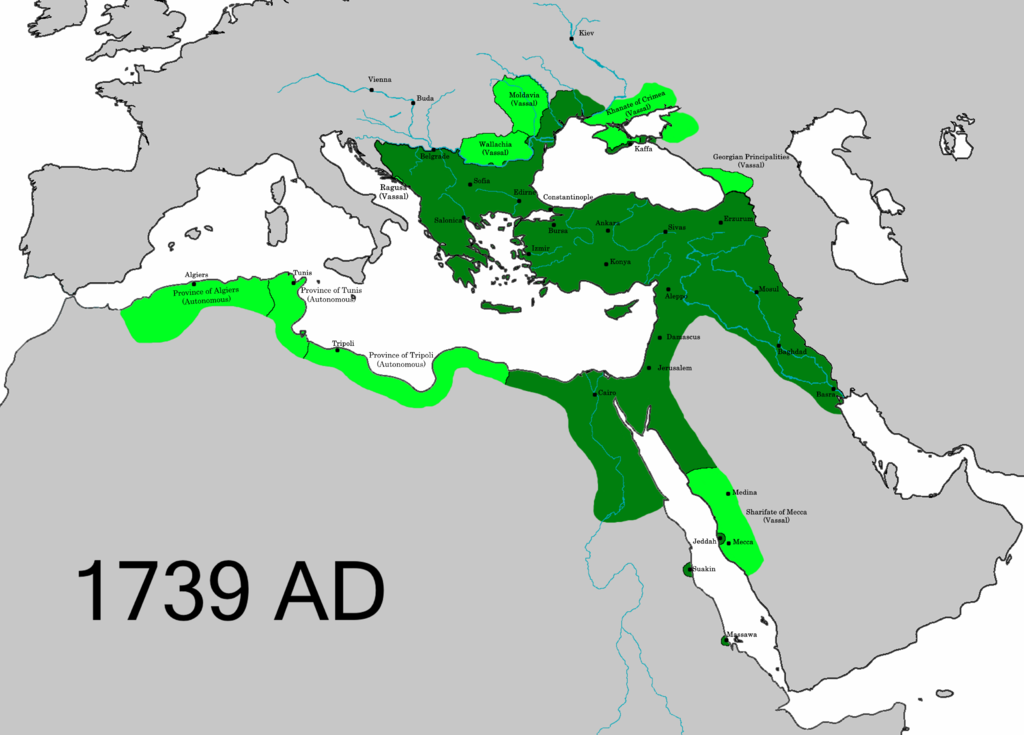 Kiev
Vienna
Buda
Moldavia
(Vassal)
Khanate of Crimea
(Vassal)
Wallachia
(Vassal)
Kaffa
Belgrade
Georgian Principalities
(Vassal)
Ragusa
(Vassal)
Sofia
Edirne
Constantinople
Salonica
Bursa
Ankara
Sivas
Erzurum
Izmir
Konya
Algiers
Province of Algiers
(Autonomous)
Tunis
Province of Tunis
(Autonomous)
Aleppo
Mosul
Tripoli
Province of Tripoli
(Autonomous)
Damascus
Baghdad
Jerusalem
Cairo
Basra
Medina
Sharifate of Mecca
(Vassal)
Jeddah
Mecca
Suakin
1739 AD
Massawa